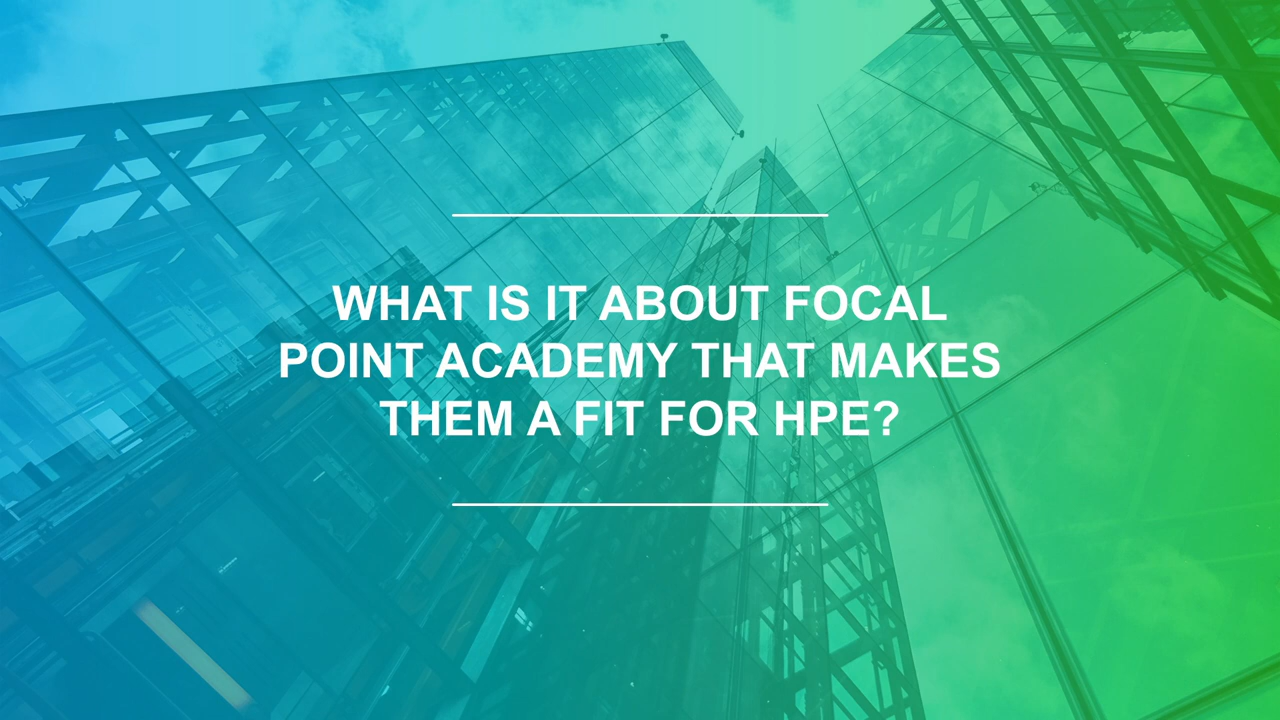 WHAT IS IT ABOUT FOCAL
POINT ACADEMY THAT MAKES
THEM A FIT FOR HPE?